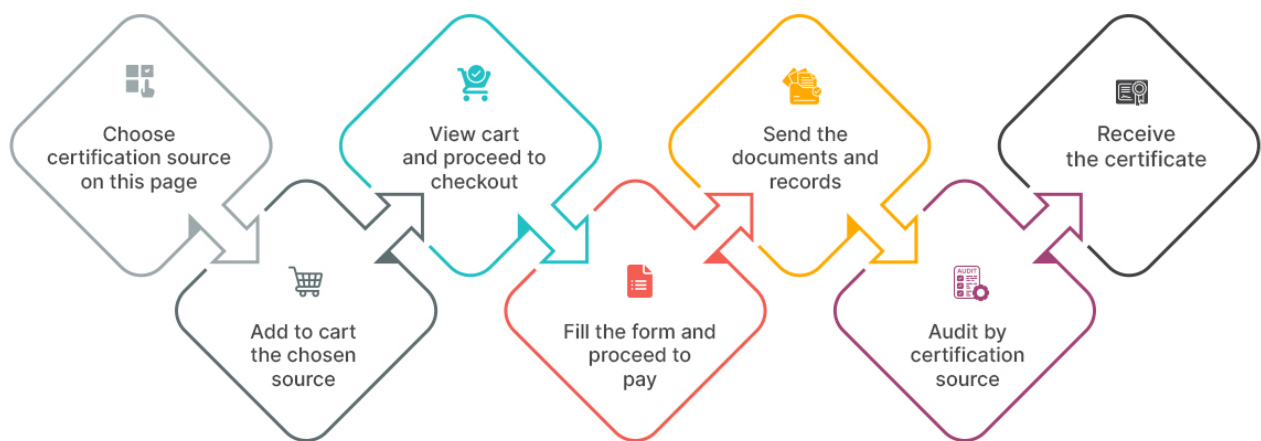 Choose
certification source
on this page
Add to cart
the chosen
source
View cart
and proceed to
checkout
Fill the form and
proceed to
pay
Send the
documents and
records
AUDIT
Audit by
certification
source
Receive
the certificate